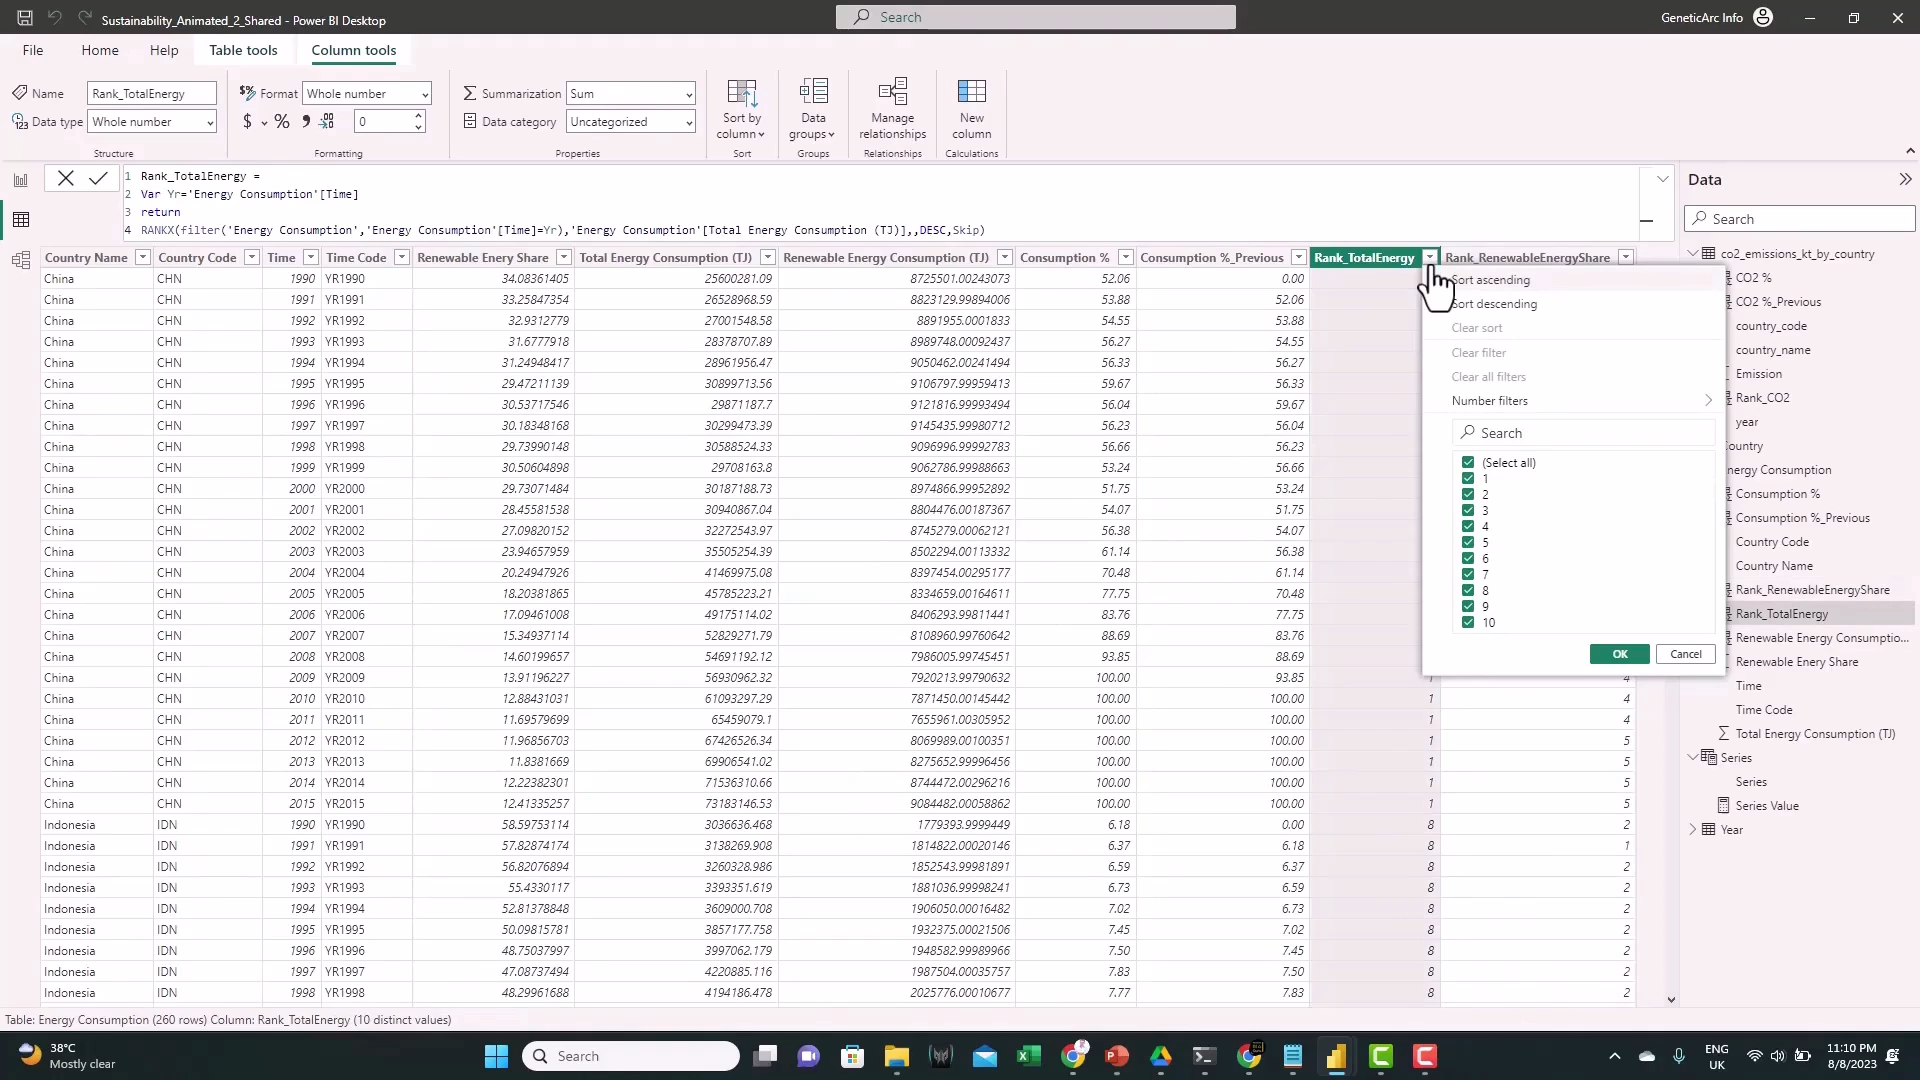 Sustainability_Animated_2_Shared - Power BI Desktop
Search
GeneticArc Info
File Home Help Table tools Column tools
Name Rank_TotalEnergy
Data type Whole number
Structure
Format Whole number
$ % 0
Formatting
Summarization Sum
Data category Uncategorized
Properties
Sort by column
Sort
Data groups
Groups
Manage relationships
Relationships
New column
Calculations
1 Rank_TotalEnergy =
2 Var Yr='Energy Consumption'[Time]
3 return
4 RANKX(filter('Energy Consumption','Energy Consumption'[Time]=Yr),'Energy Consumption'[Total Energy Consumption (TJ)],,DESC,Skip)
Country Name Country Code Time Time Code Renewable Enery Share Total Energy Consumption (TJ) Renewable Energy Consumption (TJ) Consumption % Consumption %_Previous Rank_TotalEnergy Rank_RenewableEnergyShare
China CHN 1990 YR1990 34.08361405 25600281.09 8725501.00243073 52.06 0.00
China CHN 1991 YR1991 33.25847354 26528968.59 8823129.99894006 53.88 52.06
China CHN 1992 YR1992 32.9312779 27001548.58 8891955.0001833 54.55 53.88
China CHN 1993 YR1993 31.6777918 28378707.89 8989748.00092437 56.27 54.55
China CHN 1994 YR1994 31.24948417 28961956.47 9050462.00241494 56.33 56.27
China CHN 1995 YR1995 29.47211139 30899713.56 9106797.99959413 59.67 56.33
China CHN 1996 YR1996 30.53717546 29871187.7 9121816.99993494 56.04 59.67
China CHN 1997 YR1997 30.18348168 30299473.39 9145435.99980712 56.23 56.04
China CHN 1998 YR1998 29.73990148 30588524.33 9096996.99992783 56.66 56.23
China CHN 1999 YR1999 30.50604898 29708163.8 9062786.99988663 53.24 56.66
China CHN 2000 YR2000 29.73071484 30187188.73 8974866.99952892 51.75 53.24
China CHN 2001 YR2001 28.45581538 30940867.04 8804476.00187367 54.07 51.75
China CHN 2002 YR2002 27.09820152 32272543.97 8745279.00062121 56.38 54.07
China CHN 2003 YR2003 23.94657959 35505254.39 8502294.00113332 61.14 56.38
China CHN 2004 YR2004 20.24947926 41469975.08 8397454.00295177 70.48 61.14
China CHN 2005 YR2005 18.20381865 45785223.21 8334659.00164611 77.75 70.48
China CHN 2006 YR2006 17.09461008 49175114.02 8406293.99811441 83.76 77.75
China CHN 2007 YR2007 15.34937114 52829271.79 8108960.99760642 88.69 83.76
China CHN 2008 YR2008 14.60199657 54691192.12 7986005.99745451 93.85 88.69
China CHN 2009 YR2009 13.91196227 56930962.32 7920213.99790632 100.00 93.85 1 4
China CHN 2010 YR2010 12.88431031 61093297.29 7871450.00145442 100.00 100.00 1 4
China CHN 2011 YR2011 11.69579699 65459079.1 7655961.00305952 100.00 100.00 1 4
China CHN 2012 YR2012 11.96856703 67426526.34 8069989.00100351 100.00 100.00 1 5
China CHN 2013 YR2013 11.8381669 69906541.02 8275652.99996456 100.00 100.00 1 5
China CHN 2014 YR2014 12.22382301 71536310.66 8744472.00296216 100.00 100.00 1 5
China CHN 2015 YR2015 12.41335257 73183146.53 9084482.00058862 100.00 100.00 1 5
Indonesia IDN 1990 YR1990 58.59753114 3036636.468 1779393.9999449 6.18 0.00 8 2
Indonesia IDN 1991 YR1991 57.82874174 3138269.908 1814822.00020146 6.37 6.18 8 1
Indonesia IDN 1992 YR1992 56.82076894 3260328.986 1852543.99981891 6.59 6.37 8 2
Indonesia IDN 1993 YR1993 55.4330117 3393351.619 1881036.99998241 6.73 6.59 8 2
Indonesia IDN 1994 YR1994 52.81378848 3609000.708 1906050.00016482 7.02 6.73 8 2
Indonesia IDN 1995 YR1995 50.09815781 3857177.758 1932375.00021506 7.45 7.02 8 2
Indonesia IDN 1996 YR1996 48.75037997 3997062.179 1948582.99989966 7.50 7.45 8 2
Indonesia IDN 1997 YR1997 47.08737494 4220885.116 1987504.00035757 7.83 7.50 8 2
Indonesia IDN 1998 YR1998 48.29961688 4194186.478 2025776.00010677 7.77 7.83 8 2
Sort ascending
Sort descending
Clear sort
Clear filter
Clear all filters
Number filters
Search
(Select all)
1
2
3
4
5
6
7
8
9
10
OK Cancel
Data
Search
co2_emissions_kt_by_country
CO2 %
CO2 %_Previous
country_code
country_name
Emission
Rank_CO2
year
ountry
nergy Consumption
Consumption %
Consumption %_Previous
Country Code
Country Name
Rank_RenewableEnergyShare
Rank_TotalEnergy
Renewable Energy Consumptio...
Renewable Enery Share
Time
Time Code
Total Energy Consumption (TJ)
Series
Series
Series Value
Year
Table: Energy Consumption (260 rows) Column: Rank_TotalEnergy (10 distinct values)
38°C
Mostly clear
Search
ENG
UK
11:10 PM
8/8/2023